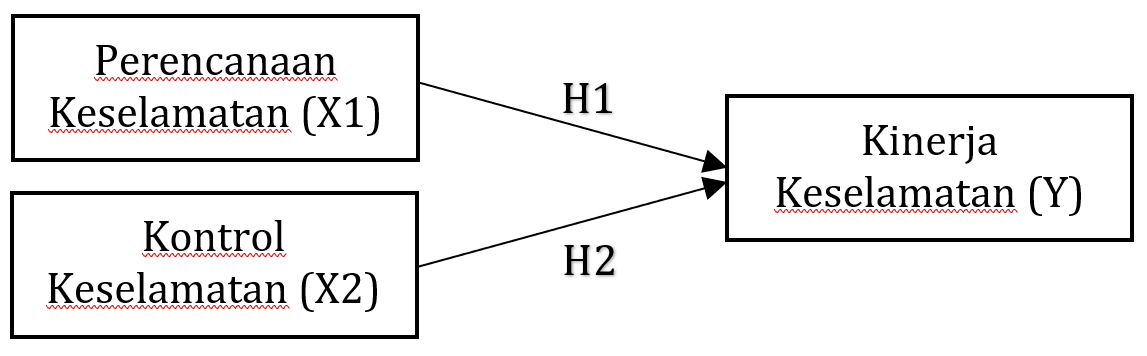 Perencanaan
Keselamatan (X1)
H1
Kinerja
Keselamatan (Y)
Kontrol
Keselamatan (X2)
H2